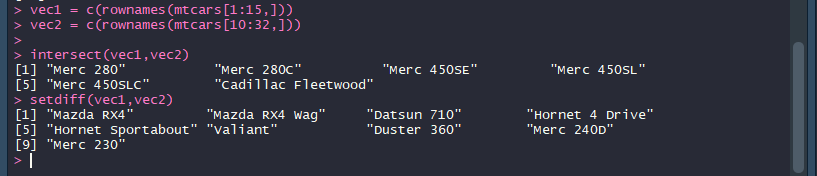 > vec1 = c(rownames(mtcars[1:15,]))
> vec2 = c(rownames(mtcars[10:32,]))
>
> intersect(vec1,vec2)
[1] "Merc 280" "Merc 280C" "Merc 450SE" "Merc 450SL"
[5] "Merc 450SLC" "Cadillac Fleetwood"
> setdiff(vec1,vec2)
[1] "Mazda RX4" "Mazda RX4 Wag" "Datsun 710" "Hornet 4 Drive"
[5] "Hornet Sportabout" "Valiant" "Duster 360" "Merc 240D"
[9] "Merc 230"
>